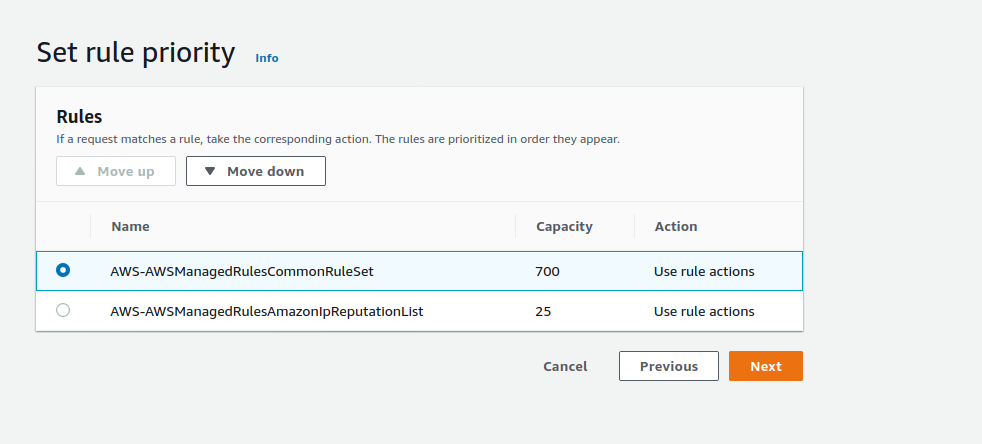 Set rule priority Info
Rules
If a request matches a rule, take the corresponding action. The rules are prioritized in order they appear.
Move up Move down
Name Capacity Action
AWS-AWSManagedRulesCommonRuleSet 700 Use rule actions
AWS-AWSManagedRulesAmazonIpReputationList 25 Use rule actions
Cancel Previous Next